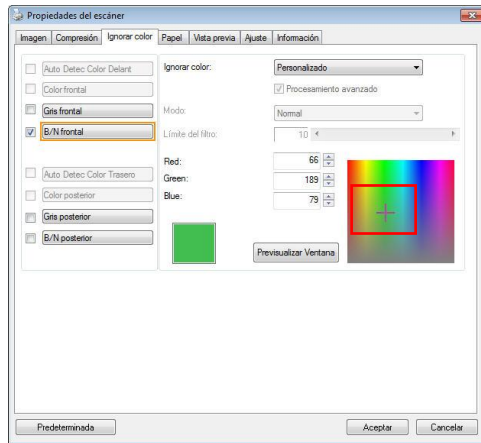 Propiedades del escáner
Imagen Compresión Ignorar color Papel Vista previa Ajuste Información
Auto Detec Color Delant
Color frontal
Gris frontal
B/N frontal
Auto Detec Color Trasero
Color posterior
Gris posterior
B/N posterior
Ignorar color: Personalizado
Procesamiento avanzado
Modo: Normal
Límite del filtro: 10
Red: 66
Green: 189
Blue: 79
Previsualizar Ventana
Predeterminada Aceptar Cancelar